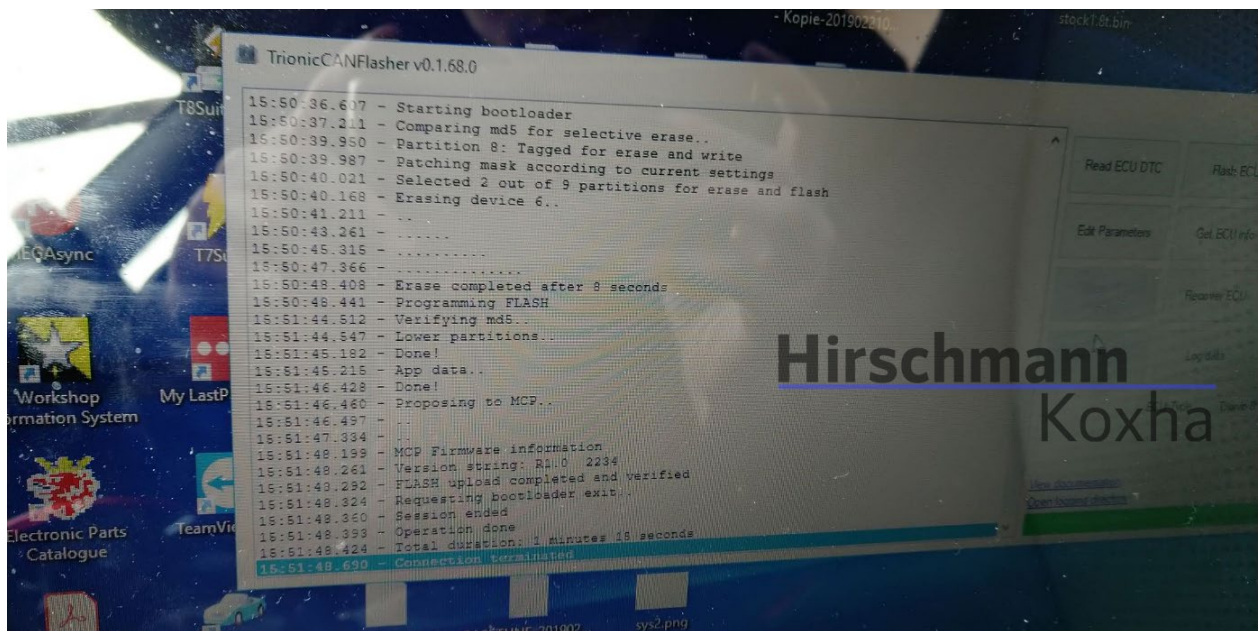 - Kopie-201902210...
stock1.8t.bin
TrionicCANFlasher v0.1.68.0
T8Suit
15:50:36.607 - Starting bootloader
15:50:37.211 - Comparing md5 for selective erase..
15:50:39.950 - Partition 8: Tagged for erase and write
15:50:39.987 - Patching mask according to current settings
15:50:40.021 - Selected 2 out of 9 partitions for erase and flash
15:50:40.168 - Erasing device 6..
15:50:41.211 - ..
15:50:43.261 - ......
15:50:45.315 - ..........
15:50:47.366 - ..............
15:50:48.408 - Erase completed after 8 seconds
15:50:48.441 - Programming FLASH
15:51:44.512 - Verifying md5..
15:51:44.547 - Lower partitions..
15:51:45.182 - Done!
15:51:45.215 - App data..
15:51:46.428 - Done!
15:51:46.460 - Proposing to MCP..
15:51:46.497 - ..
15:51:47.334 - ..
15:51:48.199 - MCP Firmware information
15:51:48.261 - Version string: R1.0 2234
15:51:48.292 - FLASH upload completed and verified
15:51:48.324 - Requesting bootloader exit..
15:51:48.360 - Session ended
15:51:48.393 - Operation done
15:51:48.424 - Total duration: 1 minutes 18 seconds
15:51:48.690 - Connection terminated
Read ECU DTC
Flash ECU
Edit Parameters
Get ECU info
Recover ECU
Log data
View documentation
EGAsync
T7Su
Workshop
ormation System
My LastP
Hirschmann
Koxha
Electronic Parts
Catalogue
TeamVie
sys2.png